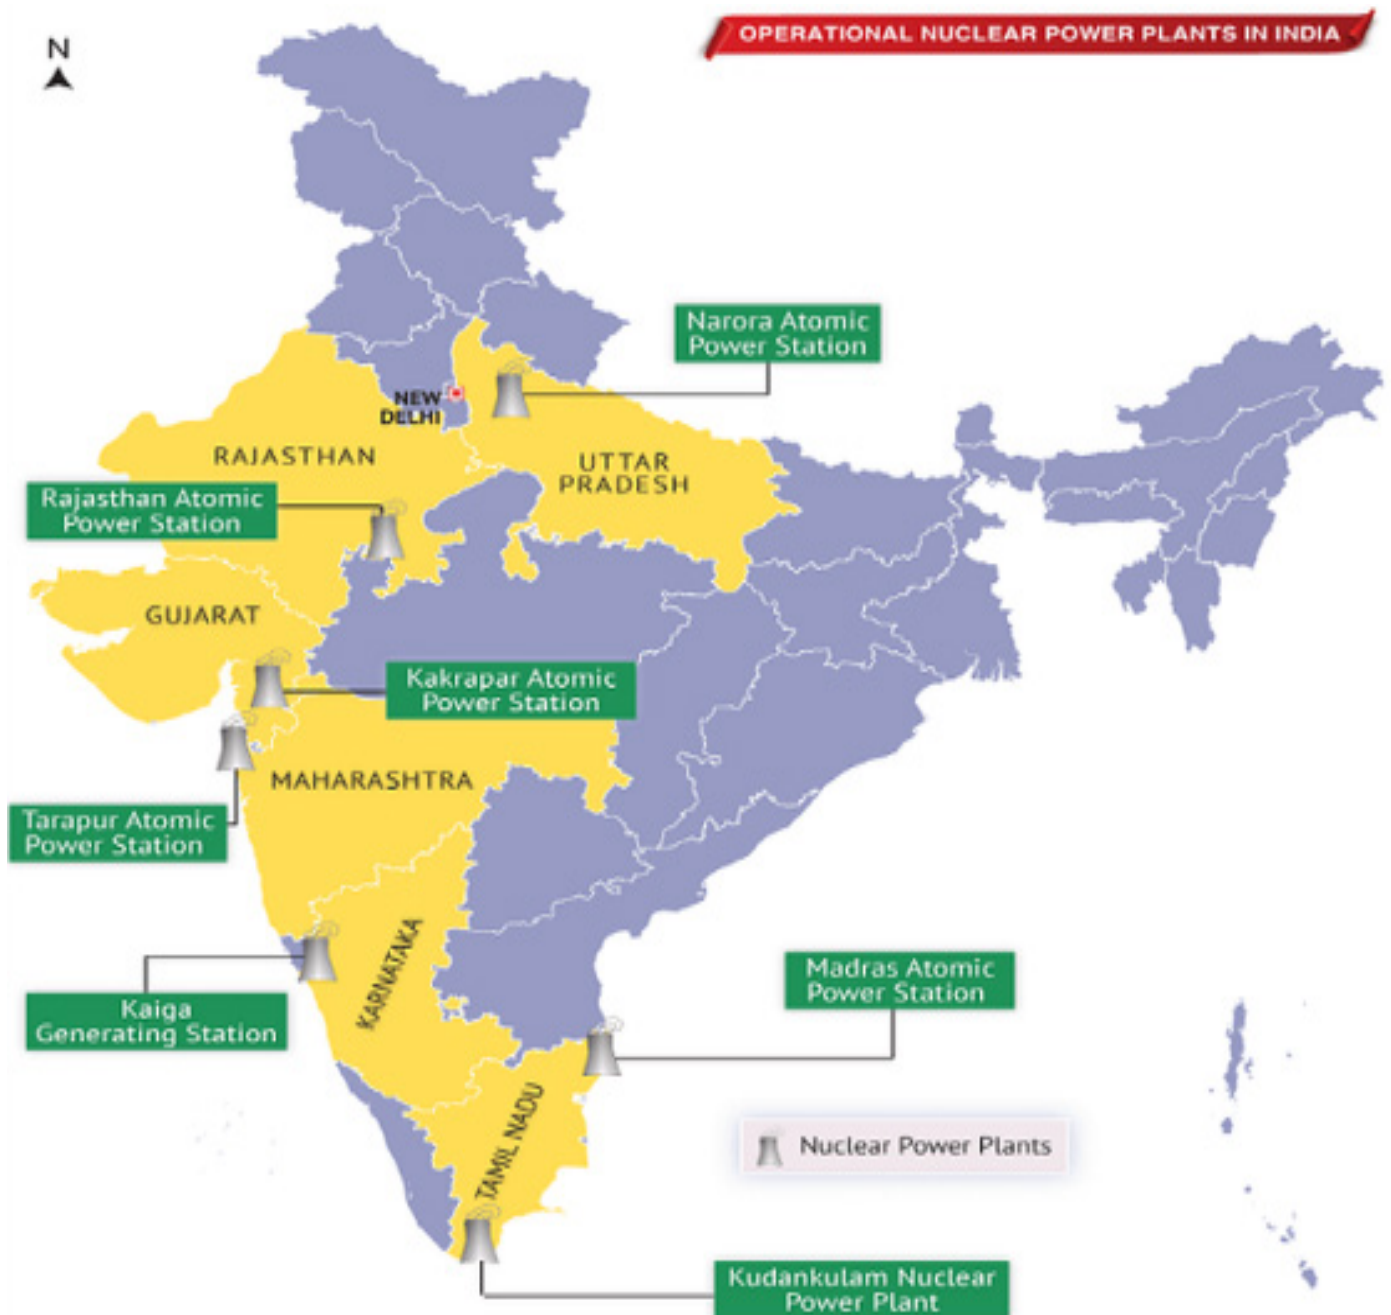 N
OPERATIONAL NUCLEAR POWER PLANTS IN INDIA
Narora Atomic
Power Station
NEW
DELHI
RAJASTHAN
UTTAR
PRADESH
Rajasthan Atomic
Power Station
GUJARAT
Kakrapar Atomic
Power Station
MAHARASHTRA
Tarapur Atomic
Power Station
KARNATAKA
Madras Atomic
Power Station
Kaiga
Generating Station
TAMIL NADU
Nuclear Power Plants
Kudankulam Nuclear
Power Plant